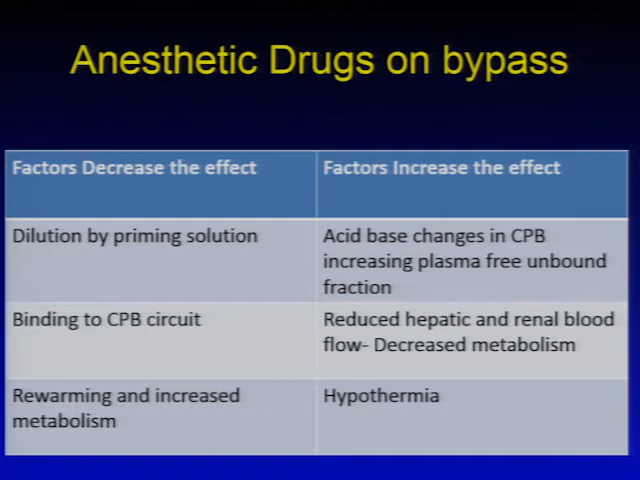 Anesthetic Drugs on bypass
Factors Decrease the effect
Factors Increase the effect
Dilution by priming solution
Acid base changes in CPB
increasing plasma free unbound
fraction
Binding to CPB circuit
Reduced hepatic and renal blood
flow- Decreased metabolism
Rewarming and increased
metabolism
Hypothermia